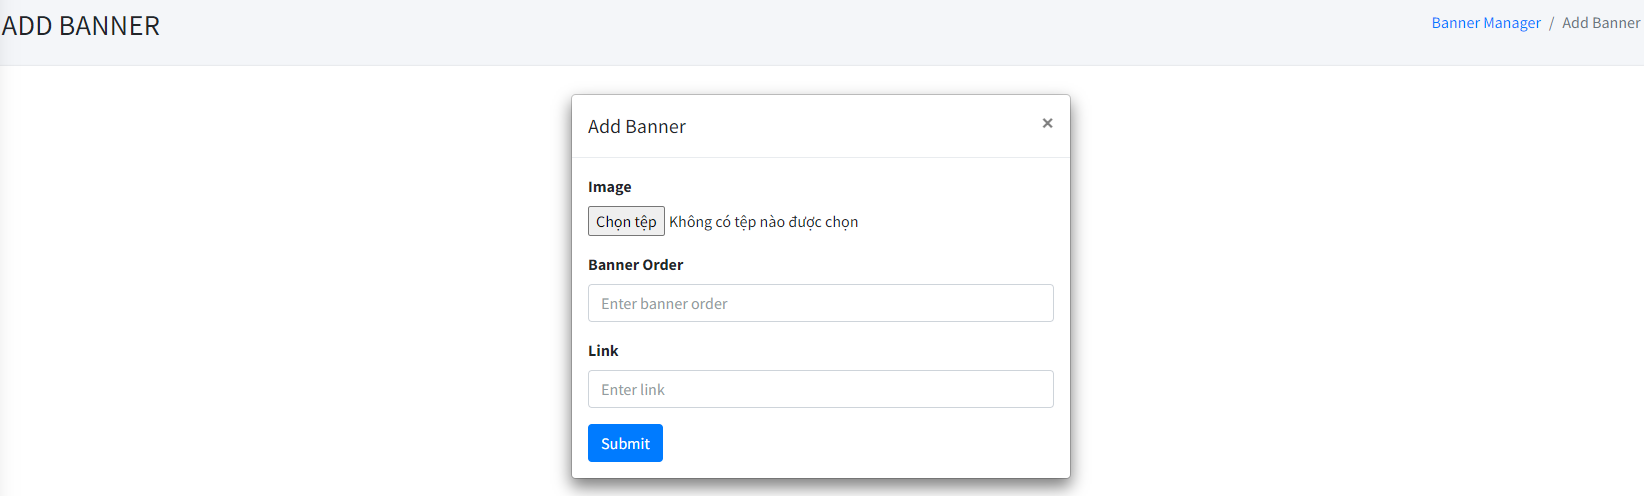 ADD BANNER
Banner Manager / Add Banner
Add Banner ×
Image
Chọn tệp Không có tệp nào được chọn
Banner Order
Enter banner order
Link
Enter link
Submit